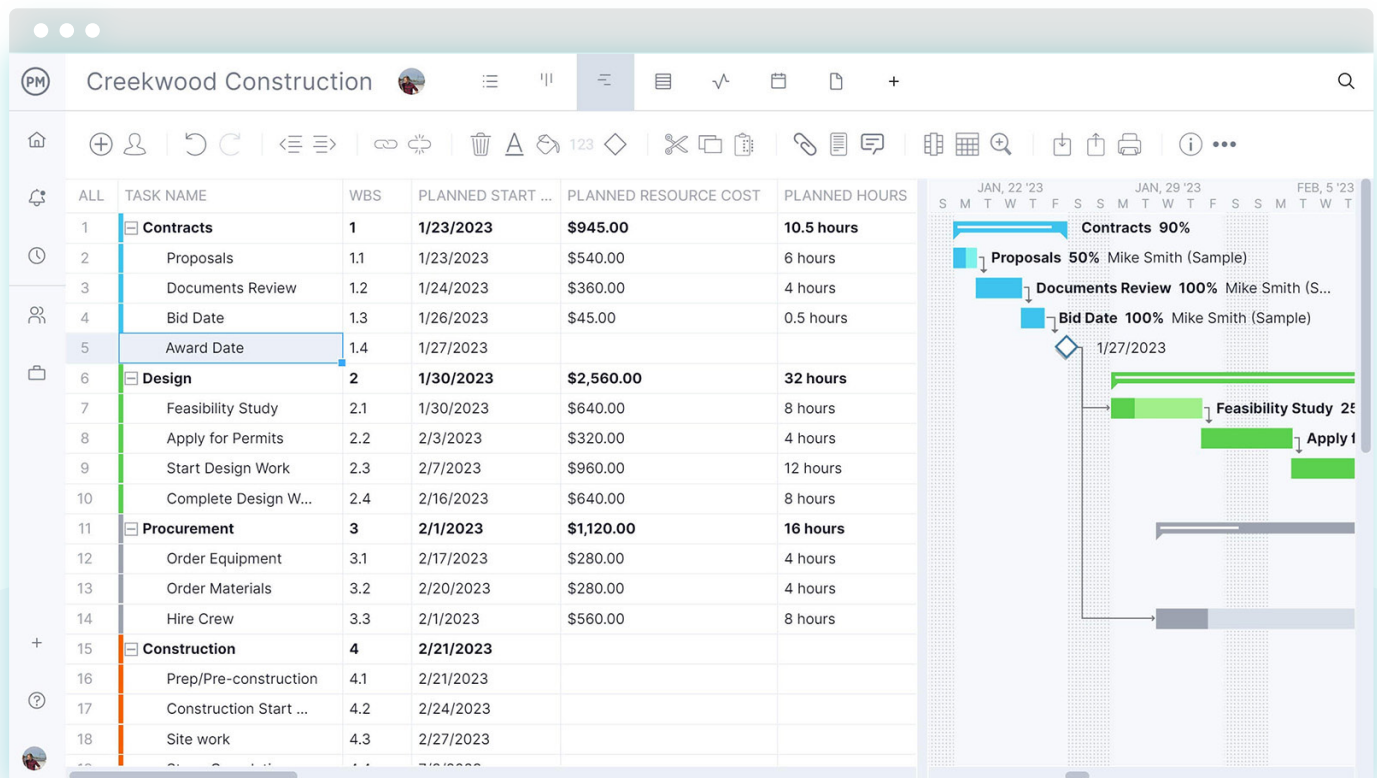 PM Creekwood Construction
123
ALL TASK NAME WBS PLANNED START ... PLANNED RESOURCE COST PLANNED HOURS JAN, 22 '23 JAN, 29 '23 FEB, 5 '23
S M T W T F S S M T W T F S S M T W T
1 Contracts 1 1/23/2023 $945.00 10.5 hours Contracts 90%
2 Proposals 1.1 1/23/2023 $540.00 6 hours Proposals 50% Mike Smith (Sample)
3 Documents Review 1.2 1/24/2023 $360.00 4 hours Documents Review 100% Mike Smith (S...
4 Bid Date 1.3 1/26/2023 $45.00 0.5 hours Bid Date 100% Mike Smith (Sample)
5 Award Date 1.4 1/27/2023 1/27/2023
6 Design 2 1/30/2023 $2,560.00 32 hours
7 Feasibility Study 2.1 1/30/2023 $640.00 8 hours Feasibility Study 25
8 Apply for Permits 2.2 2/3/2023 $320.00 4 hours Apply f
9 Start Design Work 2.3 2/7/2023 $960.00 12 hours
10 Complete Design W... 2.4 2/16/2023 $640.00 8 hours
11 Procurement 3 2/1/2023 $1,120.00 16 hours
12 Order Equipment 3.1 2/17/2023 $280.00 4 hours
13 Order Materials 3.2 2/20/2023 $280.00 4 hours
14 Hire Crew 3.3 2/1/2023 $560.00 8 hours
15 Construction 4 2/21/2023
16 Prep/Pre-construction 4.1 2/21/2023
17 Construction Start ... 4.2 2/24/2023
18 Site work 4.3 2/27/2023